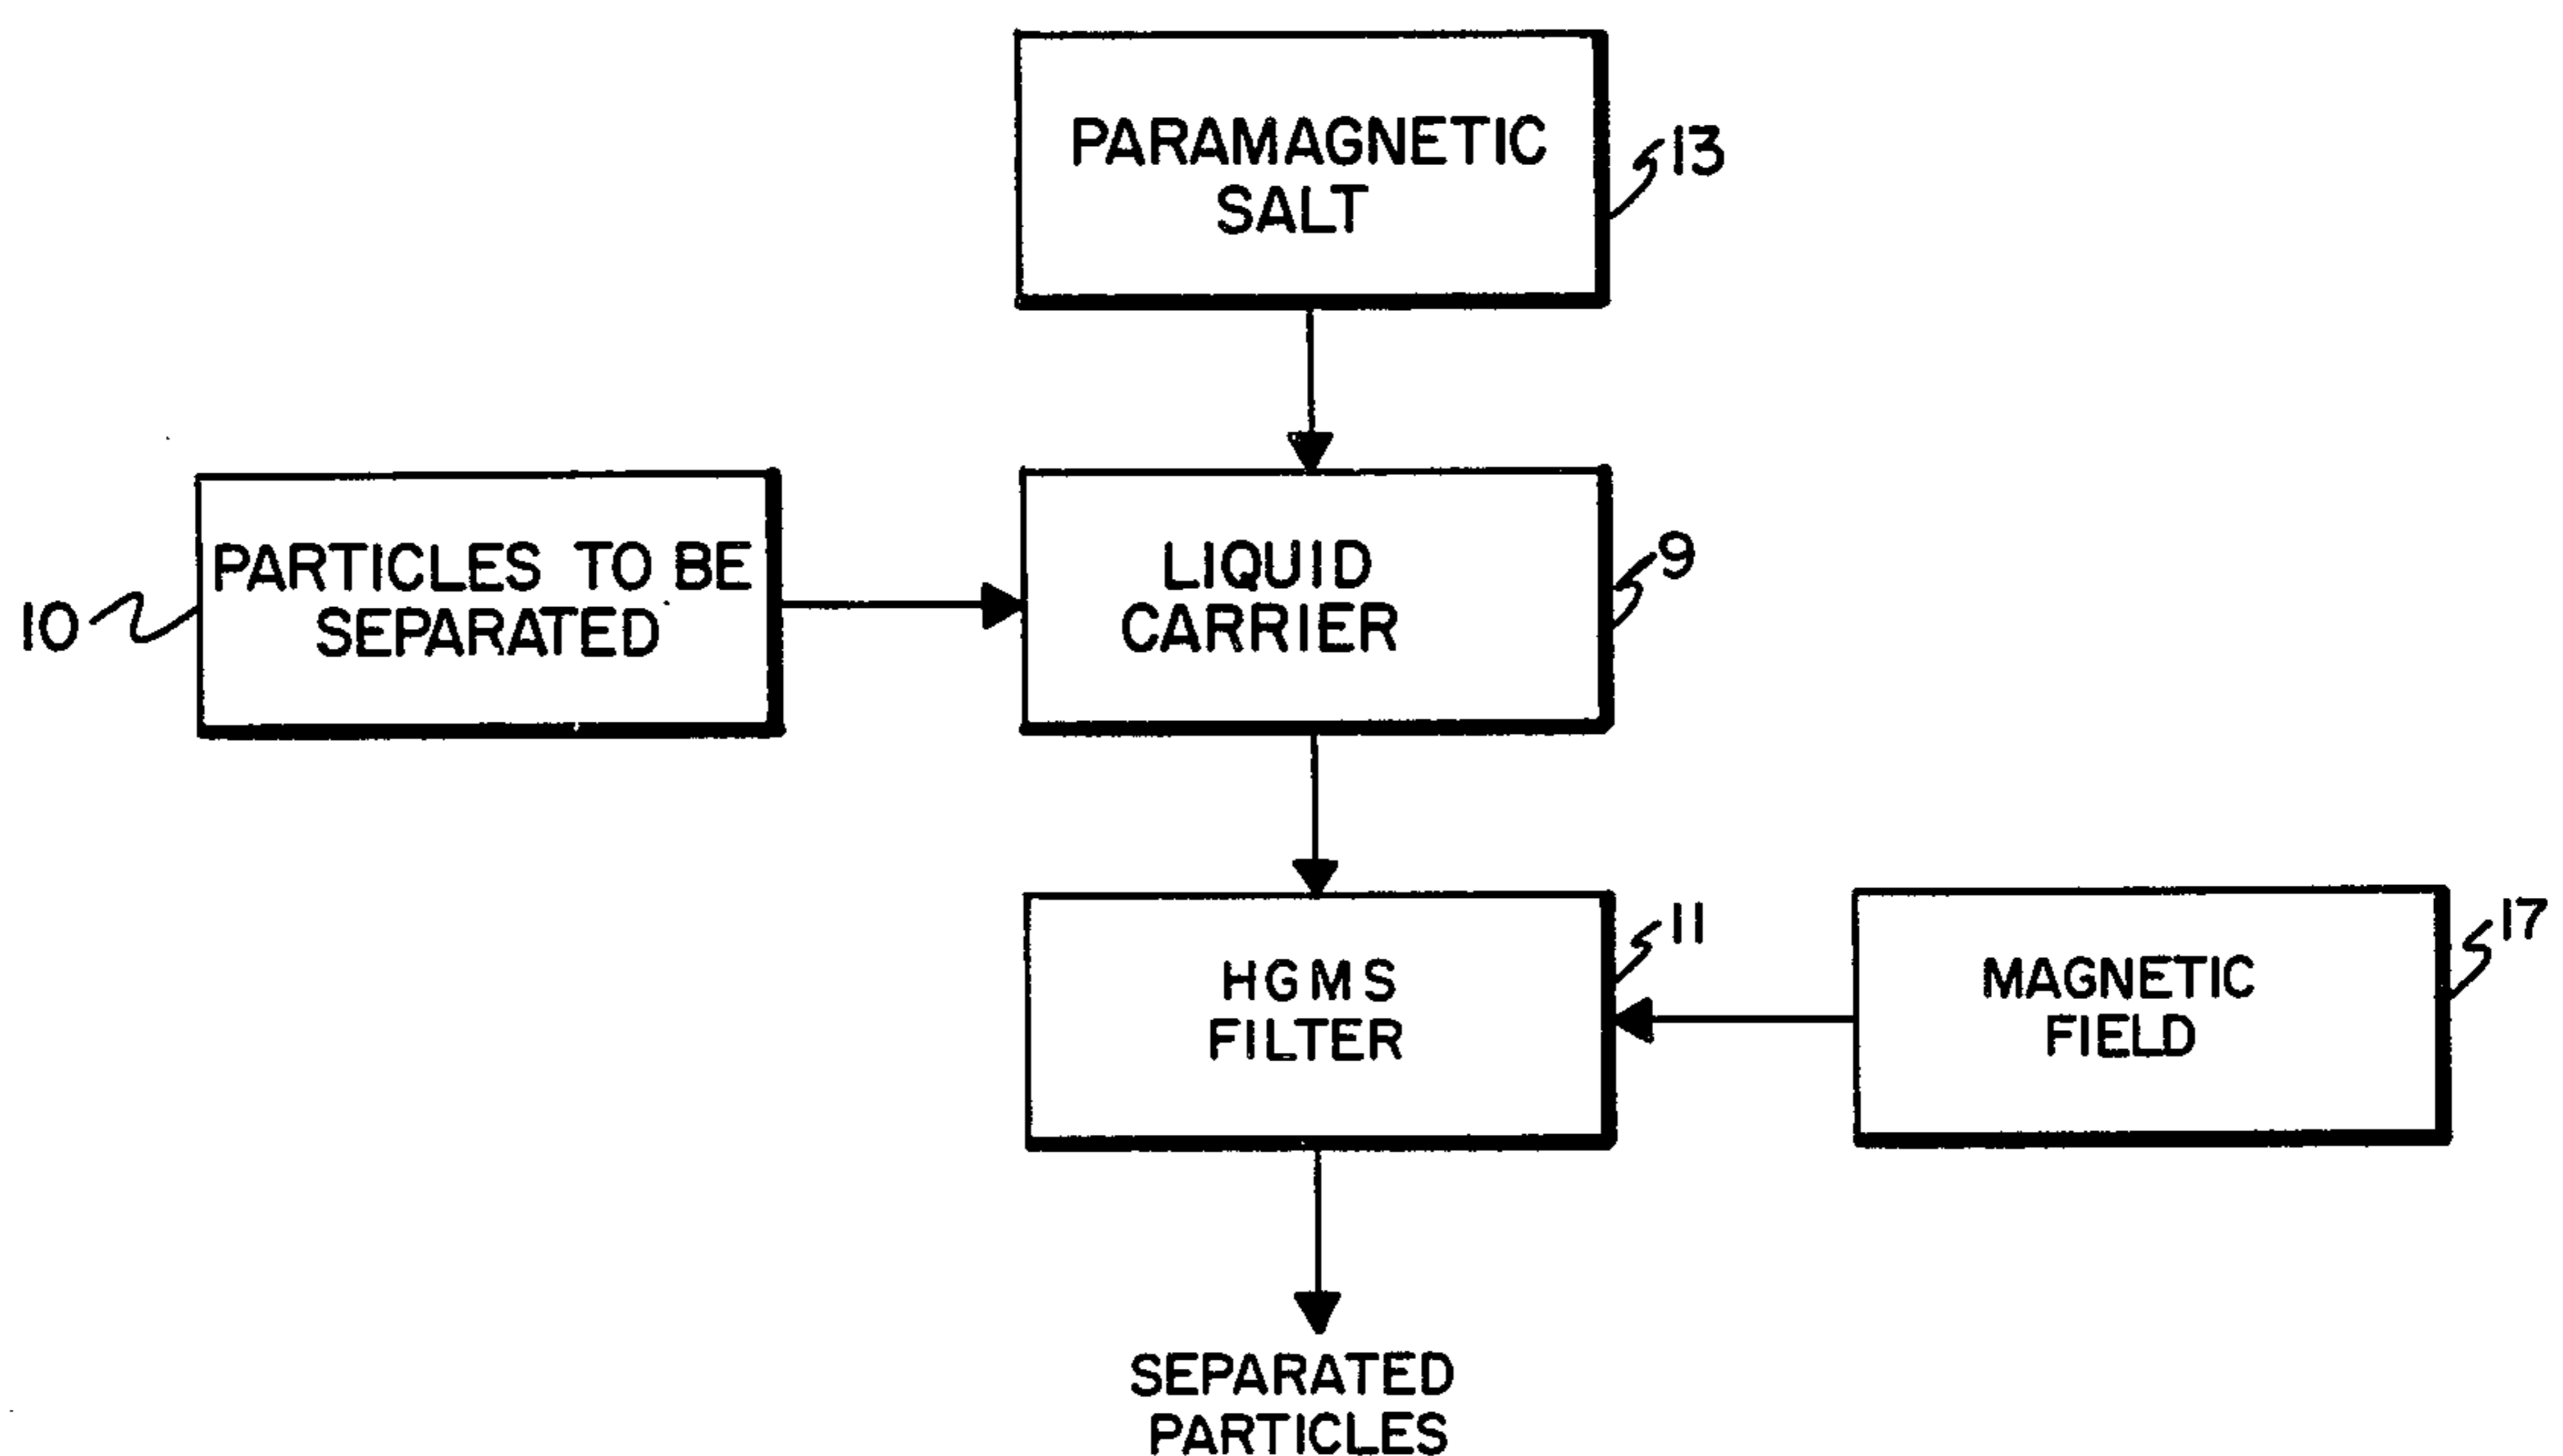 PARAMAGNETIC
SALT
13
PARTICLES TO BE
SEPARATED
10
LIQUID
CARRIER
9
HGMS
FILTER
11
MAGNETIC
FIELD
17
SEPARATED
PARTICLES